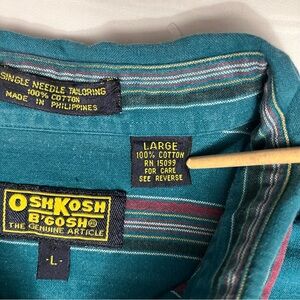 SINGLE NEEDLE TAILORING
100% COTTON
MADE IN PHILIPPINES
LARGE
100% COTTON
RN 15099
FOR CARE
SEE REVERSE
OSHKOSH
B'GOSH®
THE GENUINE ARTICLE
-L-